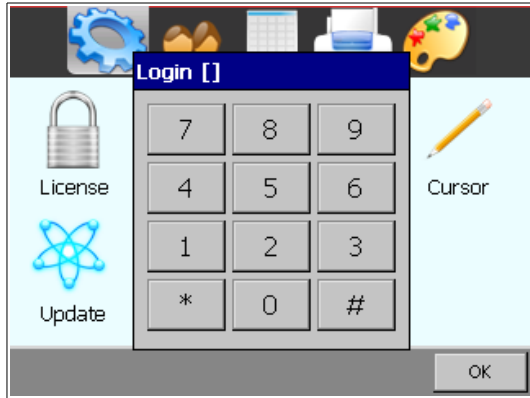 Login []
7 8 9
License
4 5 6
Cursor
1 2 3
Update
* 0 #
OK